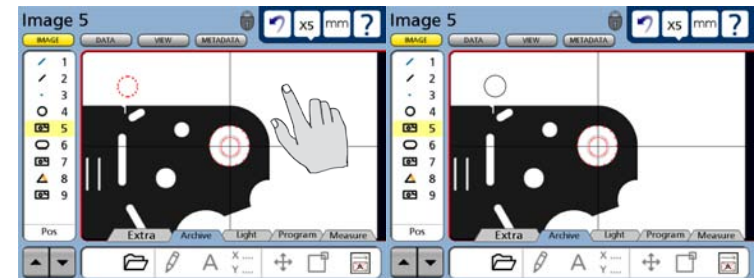 Image 5
X5 mm ?
IMAGE DATA VIEW METADATA
1
2
3
4
5
6
7
8
9
Pos
Extra Archive Light Program Measure
A X .... Y .... A
Image 5
X5 mm ?
IMAGE DATA VIEW METADATA
1
2
3
4
5
6
7
8
9
Pos
Extra Archive Light Program Measure
A X .... Y .... A